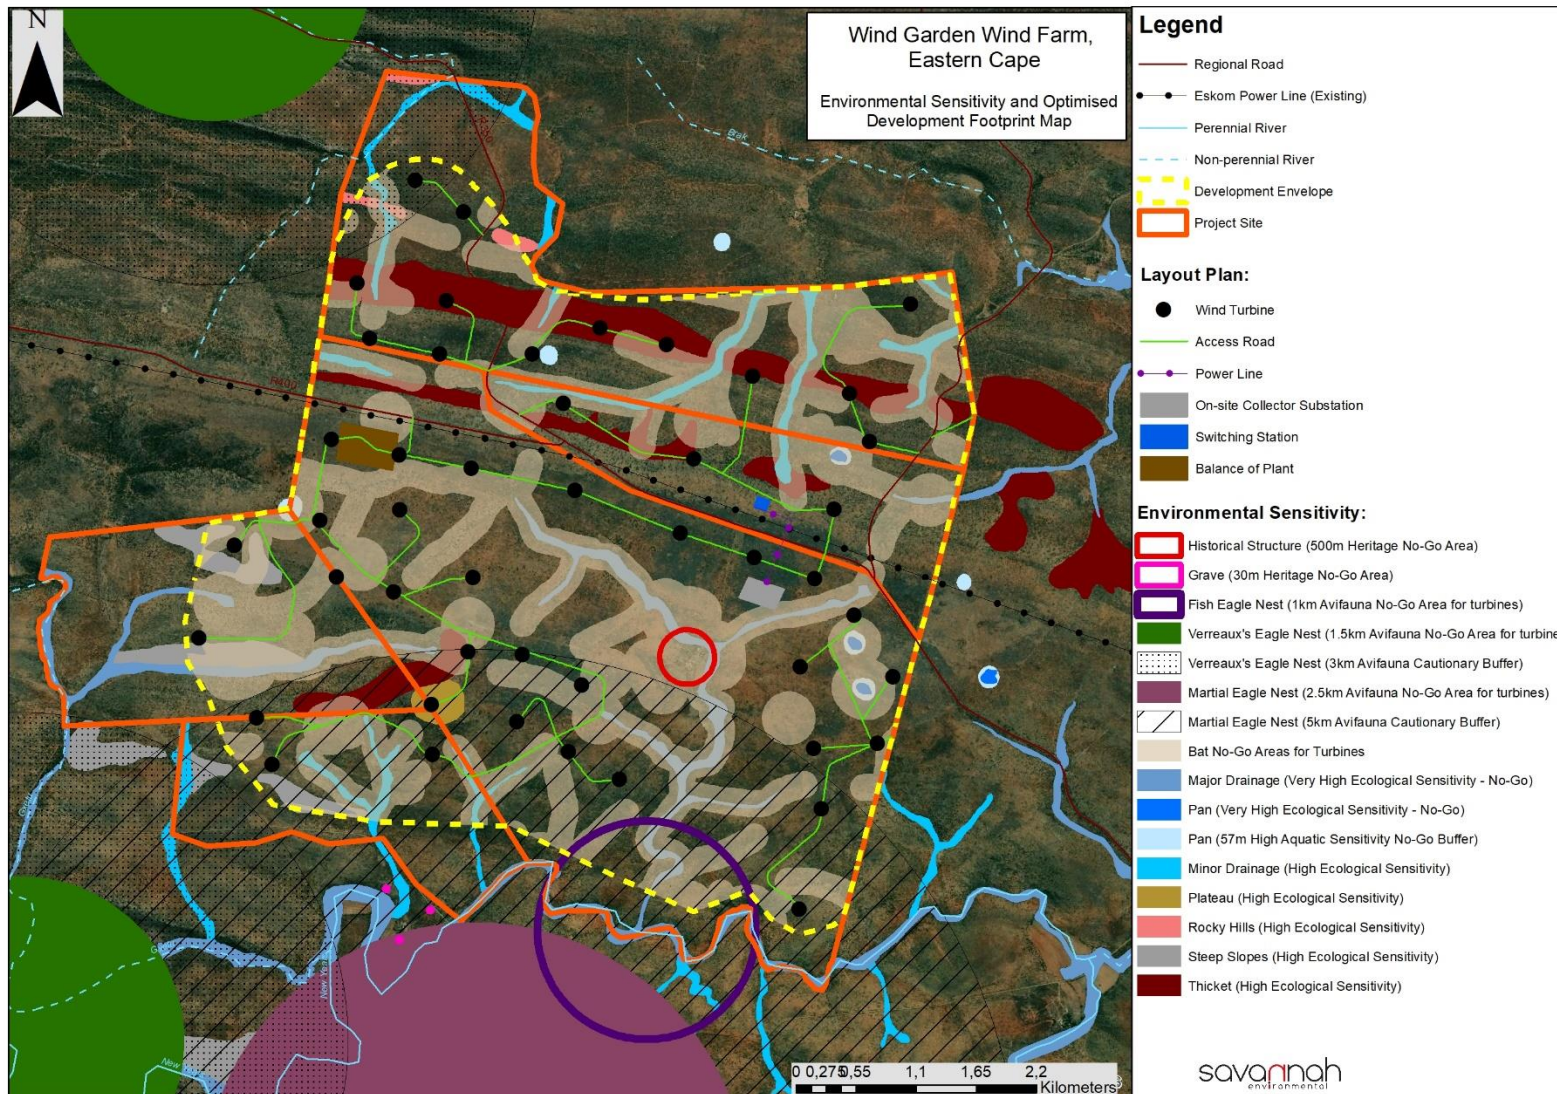 N
Wind Garden Wind Farm,
Eastern Cape
Environmental Sensitivity and Optimised
Development Footprint Map
Brak
R400
New Year
New
0 0,275 0,55 1,1 1,65 2,2
Kilometers
Legend
Regional Road
Eskom Power Line (Existing)
Perennial River
Non-perennial River
Development Envelope
Project Site
Layout Plan:
Wind Turbine
Access Road
Power Line
On-site Collector Substation
Switching Station
Balance of Plant
Environmental Sensitivity:
Historical Structure (500m Heritage No-Go Area)
Grave (30m Heritage No-Go Area)
Fish Eagle Nest (1km Avifauna No-Go Area for turbines)
Verreaux's Eagle Nest (1.5km Avifauna No-Go Area for turbine
Verreaux's Eagle Nest (3km Avifauna Cautionary Buffer)
Martial Eagle Nest (2.5km Avifauna No-Go Area for turbines)
Martial Eagle Nest (5km Avifauna Cautionary Buffer)
Bat No-Go Areas for Turbines
Major Drainage (Very High Ecological Sensitivity - No-Go)
Pan (Very High Ecological Sensitivity - No-Go)
Pan (57m High Aquatic Sensitivity No-Go Buffer)
Minor Drainage (High Ecological Sensitivity)
Plateau (High Ecological Sensitivity)
Rocky Hills (High Ecological Sensitivity)
Steep Slopes (High Ecological Sensitivity)
Thicket (High Ecological Sensitivity)
savannah
environmental